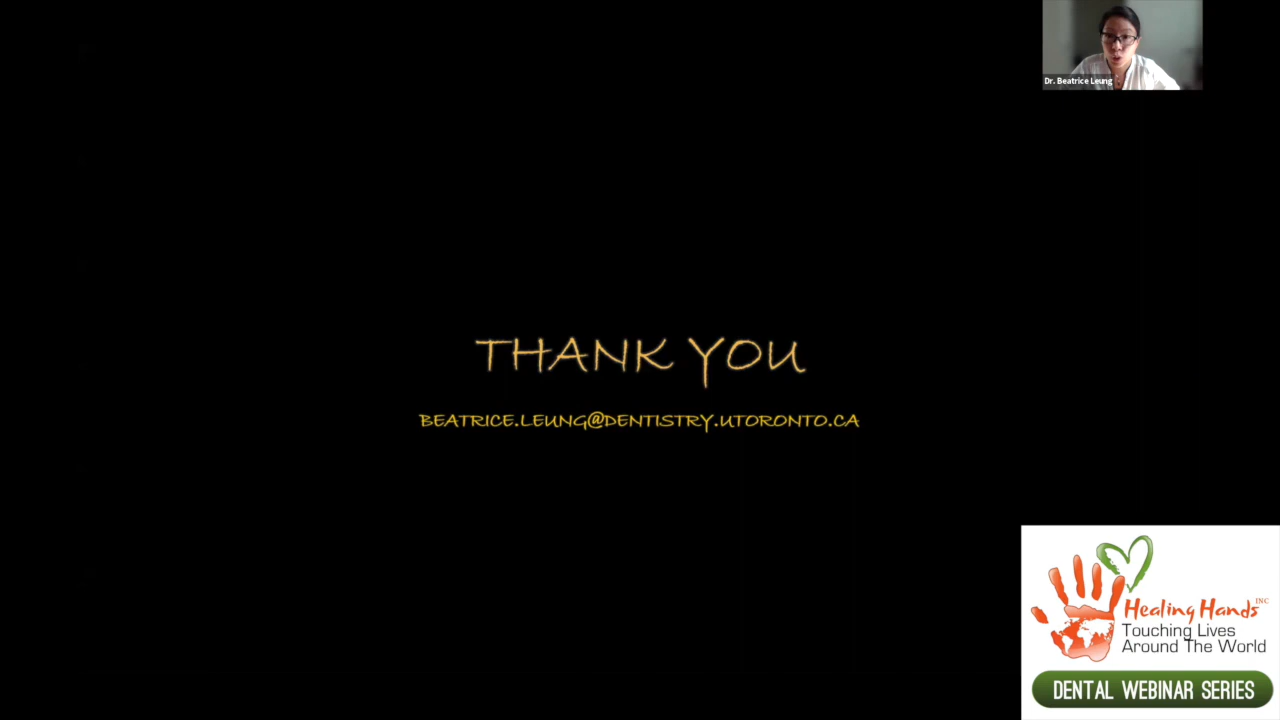 Dr. Beatrice Leung
THANK YOU
BEATRICE.LEUNG@DENTISTRY.UTORONTO.CA
Healing Hands INC
Touching Lives
Around The World
DENTAL WEBINAR SERIES